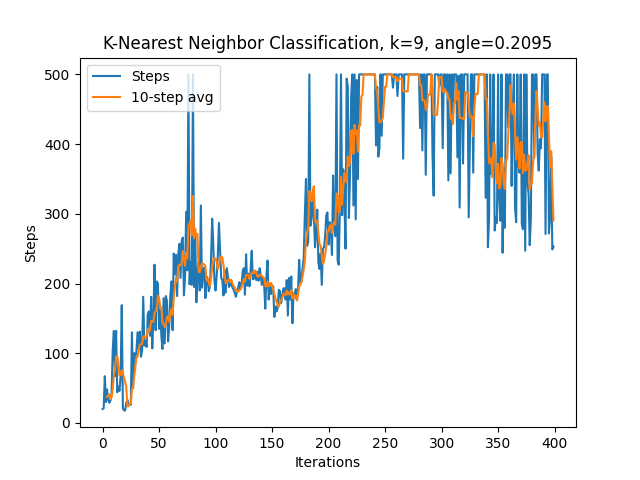 K-Nearest Neighbor Classification, k=9, angle=0.2095
Steps
10-step avg
500
400
300
200
100
0
Steps
0 50 100 150 200 250 300 350 400
Iterations